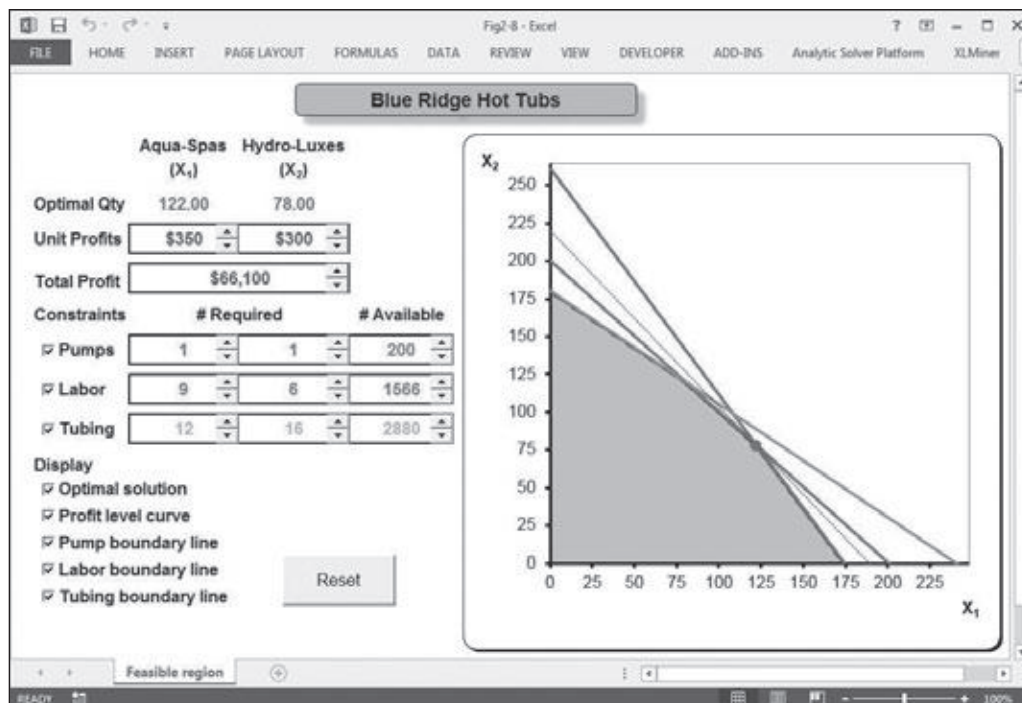 Fig2-8 - Excel
FILE HOME INSERT PAGE LAYOUT FORMULAS DATA REVIEW VIEW DEVELOPER ADD-INS Analytic Solver Platform XLMiner
Blue Ridge Hot Tubs
Aqua-Spas Hydro-Luxes
(X₁) (X₂)
Optimal Qty 122.00 78.00
Unit Profits $350 $300
Total Profit $66,100
Constraints # Required # Available
Pumps 1 1 200
Labor 9 6 1566
Tubing 12 16 2880
Display
Optimal solution
Profit level curve
Pump boundary line
Labor boundary line
Tubing boundary line
Reset
X₂
250
225
200
175
150
125
100
75
50
25
0
0 25 50 75 100 125 150 175 200 225
X₁
Feasible region
READY 100%